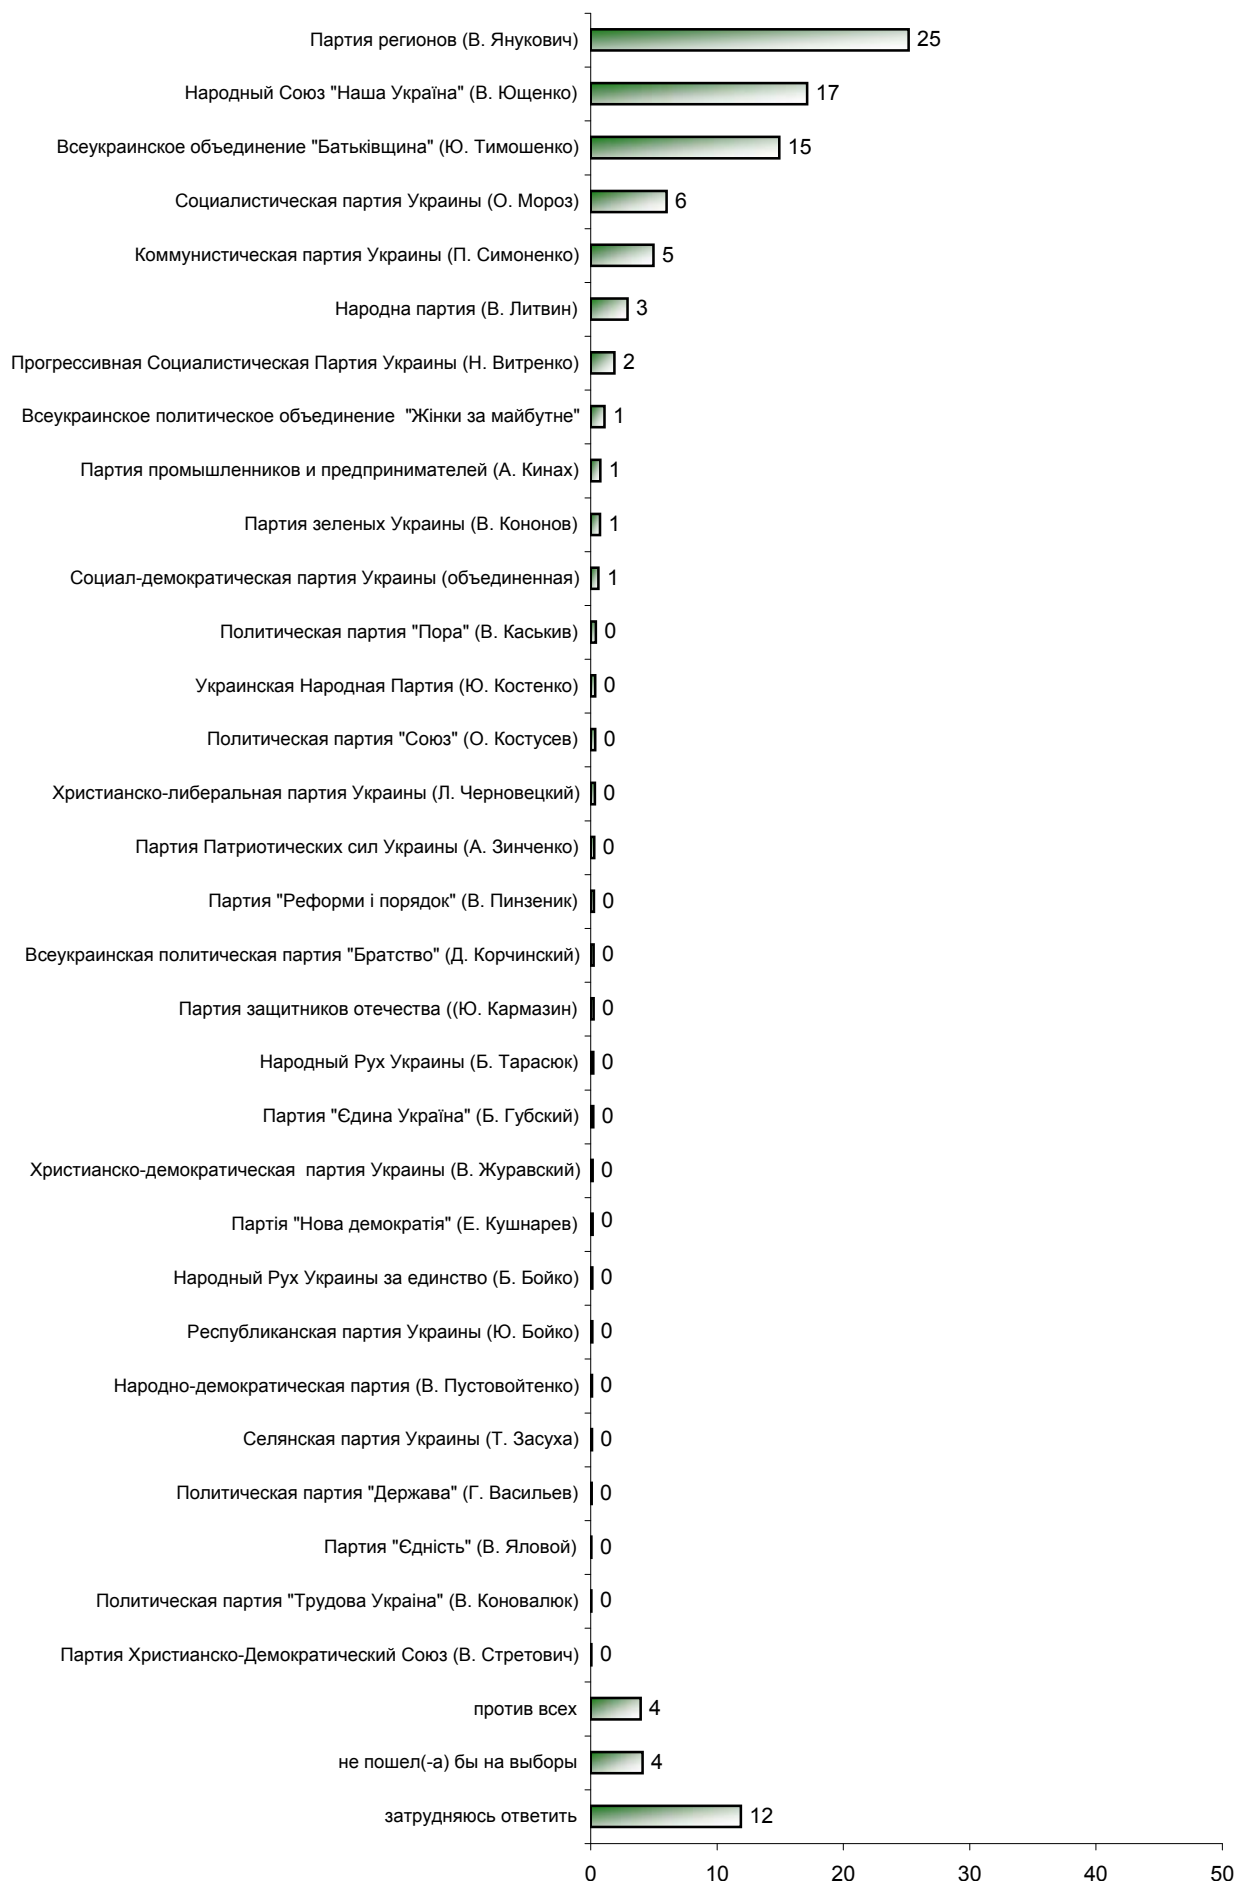 Партия регионов (В. Янукович) 25
Народный Союз "Наша Україна" (В. Ющенко) 17
Всеукраинское объединение "Батьківщина" (Ю. Тимошенко) 15
Социалистическая партия Украины (О. Мороз) 6
Коммунистическая партия Украины (П. Симоненко) 5
Народна партия (В. Литвин) 3
Прогрессивная Социалистическая Партия Украины (Н. Витренко) 2
Всеукраинское политическое объединение "Жінки за майбутне" 1
Партия промышленников и предпринимателей (А. Кинах) 1
Партия зеленых Украины (В. Кононов) 1
Социал-демократическая партия Украины (объединенная) 1
Политическая партия "Пора" (В. Каськив) 0
Украинская Народная Партия (Ю. Костенко) 0
Политическая партия "Союз" (О. Костусев) 0
Христианско-либеральная партия Украины (Л. Черновецкий) 0
Партия Патриотических сил Украины (А. Зинченко) 0
Партия "Реформи і порядок" (В. Пинзеник) 0
Всеукраинская политическая партия "Братство" (Д. Корчинский) 0
Партия защитников отечества ((Ю. Кармазин) 0
Народный Рух Украины (Б. Тарасюк) 0
Партия "Єдина Україна" (Б. Губский) 0
Христианско-демократическая партия Украины (В. Журавский) 0
Партія "Нова демократія" (Е. Кушнарев) 0
Народный Рух Украины за единство (Б. Бойко) 0
Республиканская партия Украины (Ю. Бойко) 0
Народно-демократическая партия (В. Пустовойтенко) 0
Селянская партия Украины (Т. Засуха) 0
Политическая партия "Держава" (Г. Васильев) 0
Партия "Єдність" (В. Яловой) 0
Политическая партия "Трудова Украіна" (В. Коновалюк) 0
Партия Христианско-Демократический Союз (В. Стретович) 0
против всех 4
не пошел(-а) бы на выборы 4
затрудняюсь ответить 12
0 10 20 30 40 50